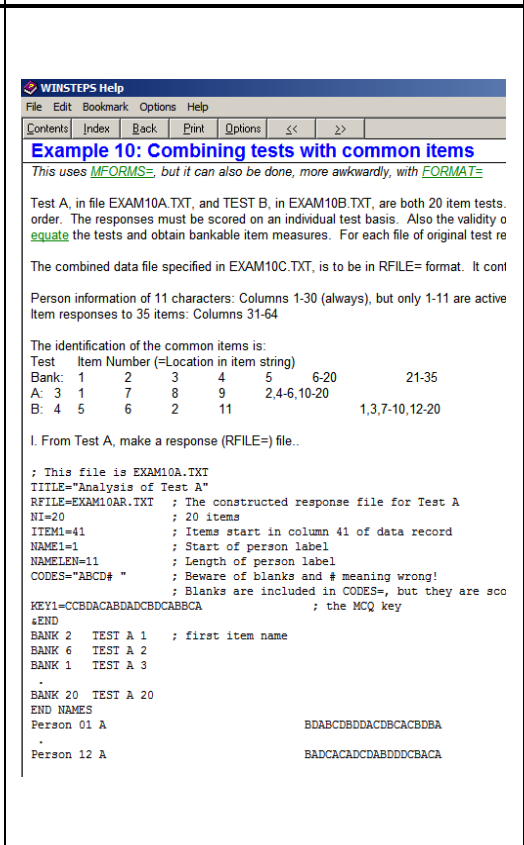 WINSTEPS Help
File Edit Bookmark Options Help
Contents Index Back Print Options << >>
Example 10: Combining tests with common items
This uses MFORMS=, but it can also be done, more awkwardly, with FORMAT=
Test A, in file EXAM10A.TXT, and TEST B, in EXAM10B.TXT, are both 20 item tests.
order. The responses must be scored on an individual test basis. Also the validity o
equate the tests and obtain bankable item measures. For each file of original test re
The combined data file specified in EXAM10C.TXT, is to be in RFILE= format. It cont
Person information of 11 characters: Columns 1-30 (always), but only 1-11 are active
Item responses to 35 items: Columns 31-64
The identification of the common items is:
Test Item Number (=Location in item string)
Bank: 1 2 3 4 5 6-20 21-35
A: 3 1 7 8 9 2,4-6,10-20
B: 4 5 6 2 11 1,3,7-10,12-20
I. From Test A, make a response (RFILE=) file..
; This file is EXAM10A.TXT
TITLE="Analysis of Test A"
RFILE=EXAM10AR.TXT ; The constructed response file for Test A
NI=20 ; 20 items
ITEM1=41 ; Items start in column 41 of data record
NAME1=1 ; Start of person label
NAMELEN=11 ; Length of person label
CODES="ABCD# " ; Beware of blanks and # meaning wrong!
; Blanks are included in CODES=, but they are sco
KEY1=CCBDACABDADCBDCABBCA ; the MCQ key
&END
BANK 2 TEST A 1 ; first item name
BANK 6 TEST A 2
BANK 1 TEST A 3
.
BANK 20 TEST A 20
END NAMES
Person 01 A BDABCDBDDACDBCACBDBA
.
Person 12 A BADCACADCDABDDDCBACA